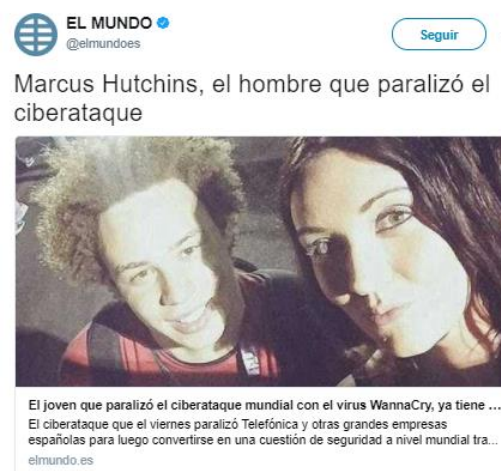 EL MUNDO
@elmundoes
Seguir
Marcus Hutchins, el hombre que paralizó el
ciberataque
El joven que paralizó el ciberataque mundial con el virus WannaCry, ya tiene ...
El ciberataque que el viernes paralizó Telefónica y otras grandes empresas
españolas para luego convertirse en una cuestión de seguridad a nivel mundial tra...
elmundo.es